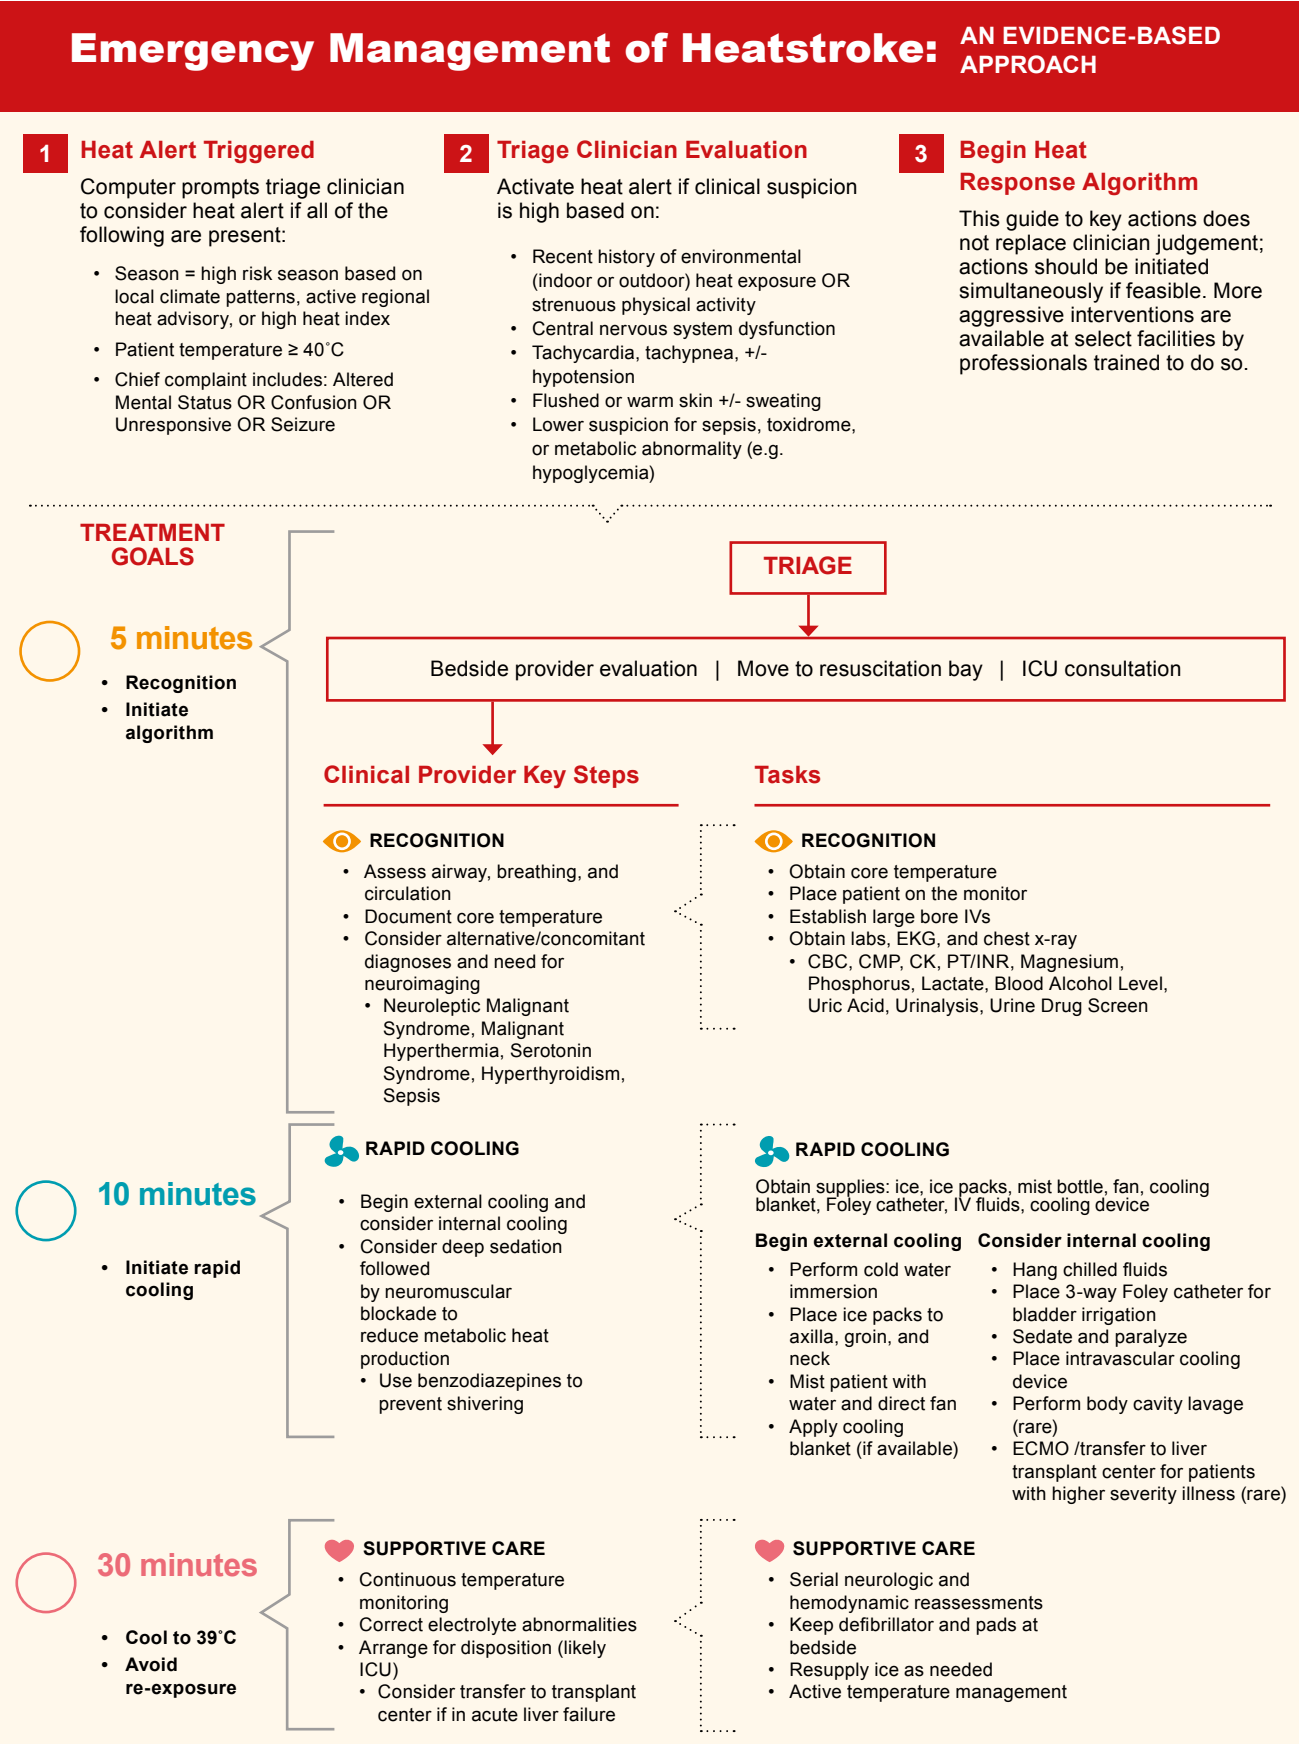 Emergency Management of Heatstroke:
AN EVIDENCE-BASED
APPROACH
1
Heat Alert Triggered
Computer prompts triage clinician
to consider heat alert if all of the
following are present:
• Season = high risk season based on
local climate patterns, active regional
heat advisory, or high heat index
• Patient temperature ≥ 40˚C
• Chief complaint includes: Altered
Mental Status OR Confusion OR
Unresponsive OR Seizure
2
Triage Clinician Evaluation
Activate heat alert if clinical suspicion
is high based on:
• Recent history of environmental
(indoor or outdoor) heat exposure OR
strenuous physical activity
• Central nervous system dysfunction
• Tachycardia, tachypnea, +/-
hypotension
• Flushed or warm skin +/- sweating
• Lower suspicion for sepsis, toxidrome,
or metabolic abnormality (e.g.
hypoglycemia)
3
Begin Heat
Response Algorithm
This guide to key actions does
not replace clinician judgement;
actions should be initiated
simultaneously if feasible. More
aggressive interventions are
available at select facilities by
professionals trained to do so.
TREATMENT
GOALS
TRIAGE
5 minutes
• Recognition
• Initiate
algorithm
Bedside provider evaluation | Move to resuscitation bay | ICU consultation
Clinical Provider Key Steps
Tasks
RECOGNITION
• Assess airway, breathing, and
circulation
• Document core temperature
• Consider alternative/concomitant
diagnoses and need for
neuroimaging
• Neuroleptic Malignant
Syndrome, Malignant
Hyperthermia, Serotonin
Syndrome, Hyperthyroidism,
Sepsis
RECOGNITION
• Obtain core temperature
• Place patient on the monitor
• Establish large bore IVs
• Obtain labs, EKG, and chest x-ray
• CBC, CMP, CK, PT/INR, Magnesium,
Phosphorus, Lactate, Blood Alcohol Level,
Uric Acid, Urinalysis, Urine Drug Screen
10 minutes
• Initiate rapid
cooling
RAPID COOLING
• Begin external cooling and
consider internal cooling
• Consider deep sedation
followed
by neuromuscular
blockade to
reduce metabolic heat
production
• Use benzodiazepines to
prevent shivering
RAPID COOLING
Obtain supplies: ice, ice packs, mist bottle, fan, cooling
blanket, Foley catheter, IV fluids, cooling device
Begin external cooling
• Perform cold water
immersion
• Place ice packs to
axilla, groin, and
neck
• Mist patient with
water and direct fan
• Apply cooling
blanket (if available)
Consider internal cooling
• Hang chilled fluids
• Place 3-way Foley catheter for
bladder irrigation
• Sedate and paralyze
• Place intravascular cooling
device
• Perform body cavity lavage
(rare)
• ECMO /transfer to liver
transplant center for patients
with higher severity illness (rare)
30 minutes
• Cool to 39˚C
• Avoid
re-exposure
SUPPORTIVE CARE
• Continuous temperature
monitoring
• Correct electrolyte abnormalities
• Arrange for disposition (likely
ICU)
• Consider transfer to transplant
center if in acute liver failure
SUPPORTIVE CARE
• Serial neurologic and
hemodynamic reassessments
• Keep defibrillator and pads at
bedside
• Resupply ice as needed
• Active temperature management